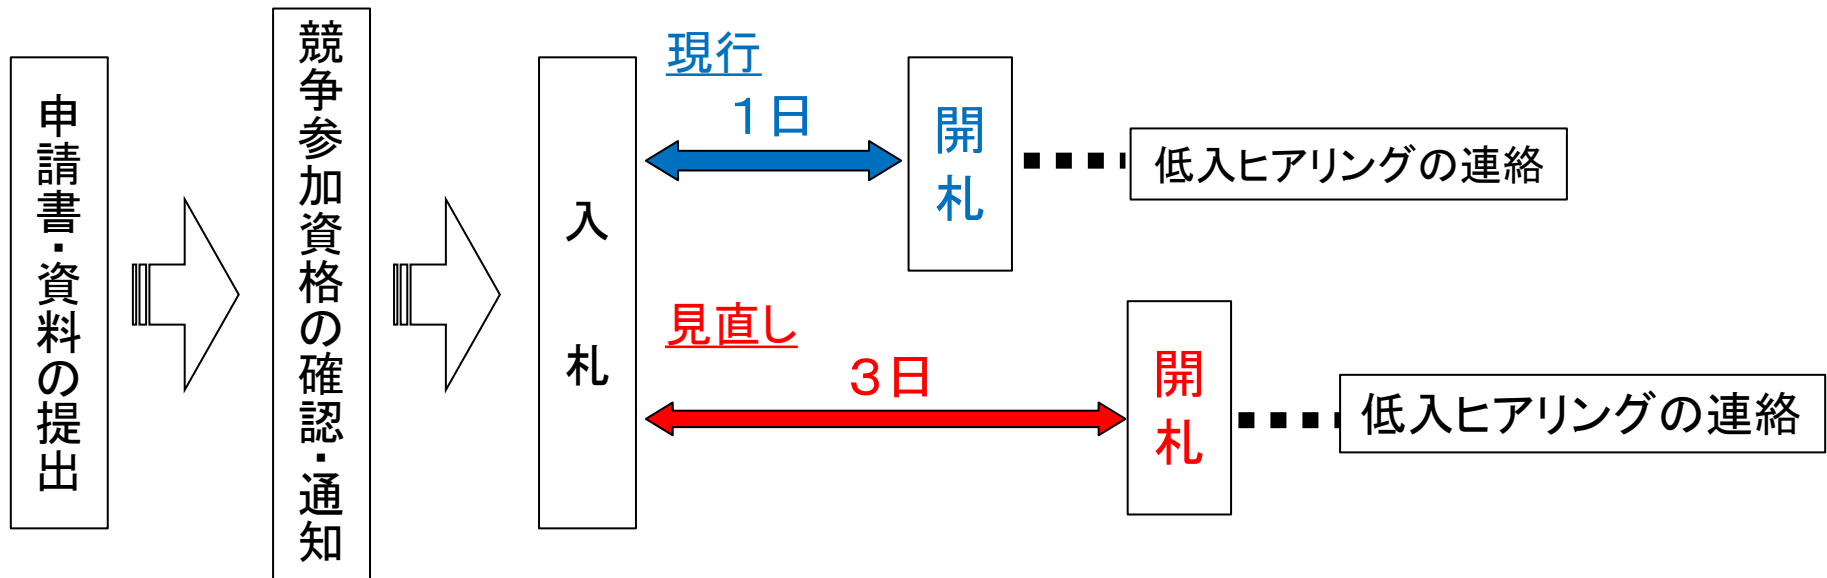 申請書・資料の提出
競争参加資格の確認・通知
入札
現行
１日
開札
低入ヒアリングの連絡
見直し
３日
開札
低入ヒアリングの連絡